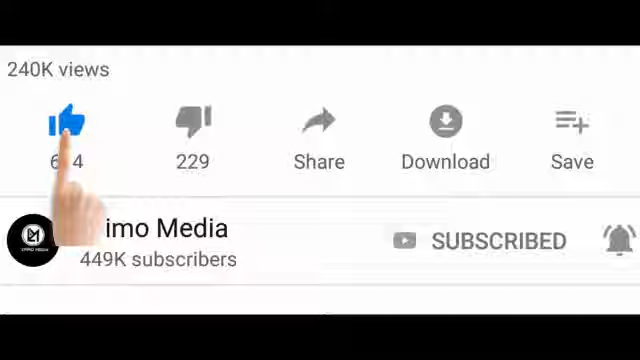 240K views
229
Share
Download
Save
imo Media
SUBSCRIBED
449K subscribers